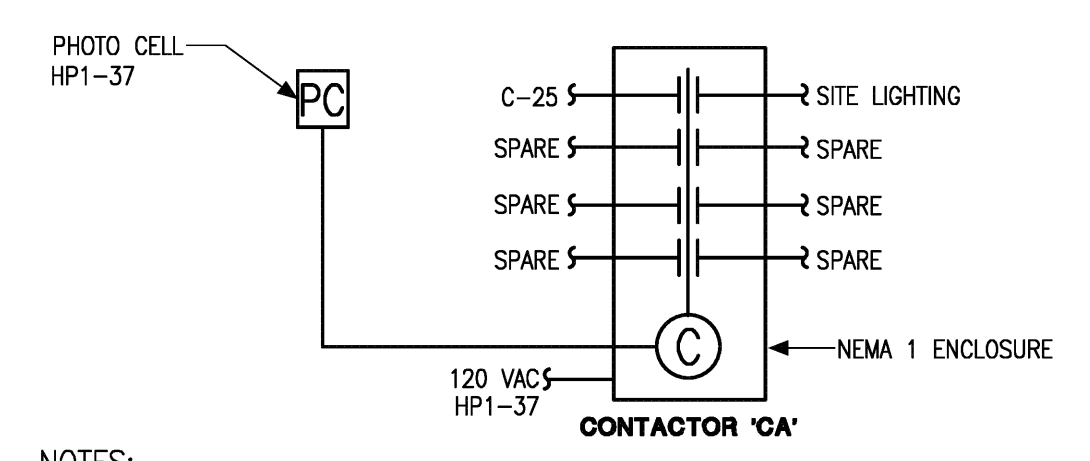 PHOTO CELL
HP1-37
PC
C-25
SITE LIGHTING
SPARE
SPARE
SPARE
SPARE
SPARE
SPARE
C
NEMA 1 ENCLOSURE
120 VAC
HP1-37
CONTACTOR 'CA'
NOTES: